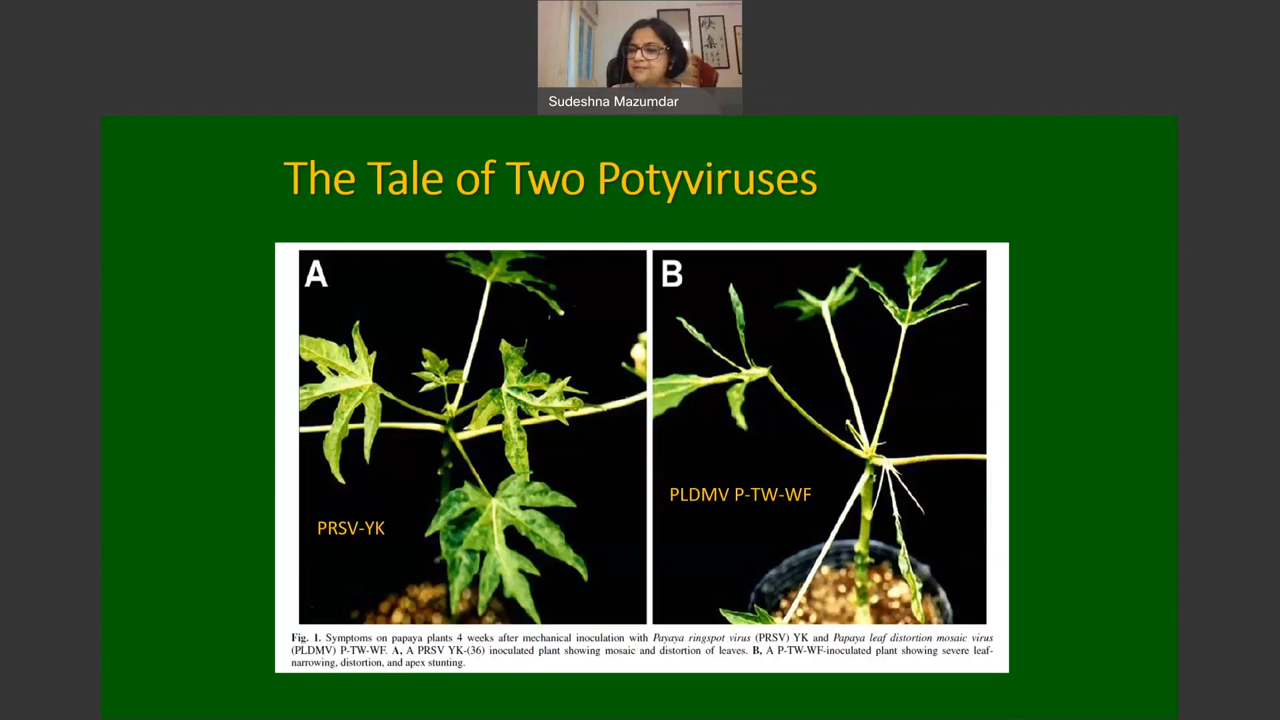 Sudeshna Mazumdar
The Tale of Two Potyviruses
A
B
PLDMV P-TW-WF
PRSV-YK
Fig. 1. Symptoms on papaya plants 4 weeks after mechanical inoculation with Payaya ringspot virus (PRSV) YK and Papaya leaf distortion mosaic virus
(PLDMV) P-TW-WF. A, A PRSV YK-(36) inoculated plant showing mosaic and distortion of leaves. B, A P-TW-WF-inoculated plant showing severe leaf-
narrowing, distortion, and apex stunting.